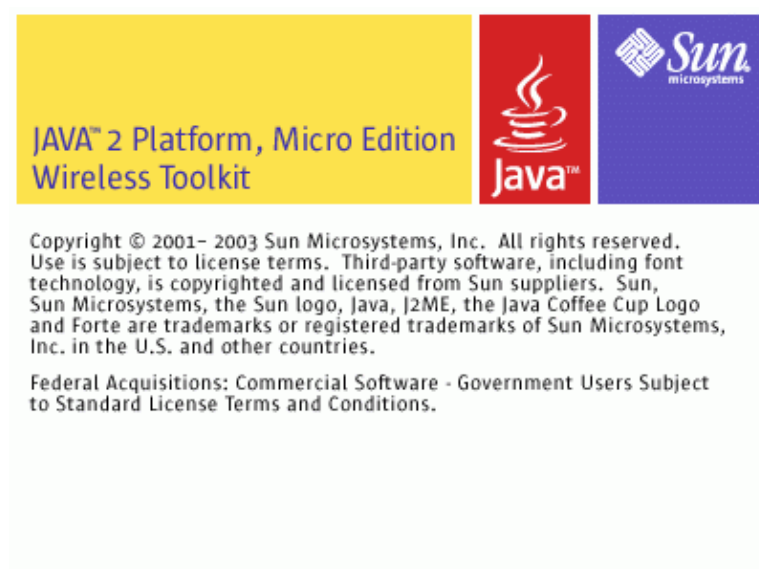 JAVA™ 2 Platform, Micro Edition
Wireless Toolkit
Java™
Sun
microsystems
Copyright © 2001– 2003 Sun Microsystems, Inc. All rights reserved.
Use is subject to license terms. Third-party software, including font
technology, is copyrighted and licensed from Sun suppliers. Sun,
Sun Microsystems, the Sun logo, Java, J2ME, the Java Coffee Cup Logo
and Forte are trademarks or registered trademarks of Sun Microsystems,
Inc. in the U.S. and other countries.
Federal Acquisitions: Commercial Software - Government Users Subject
to Standard License Terms and Conditions.